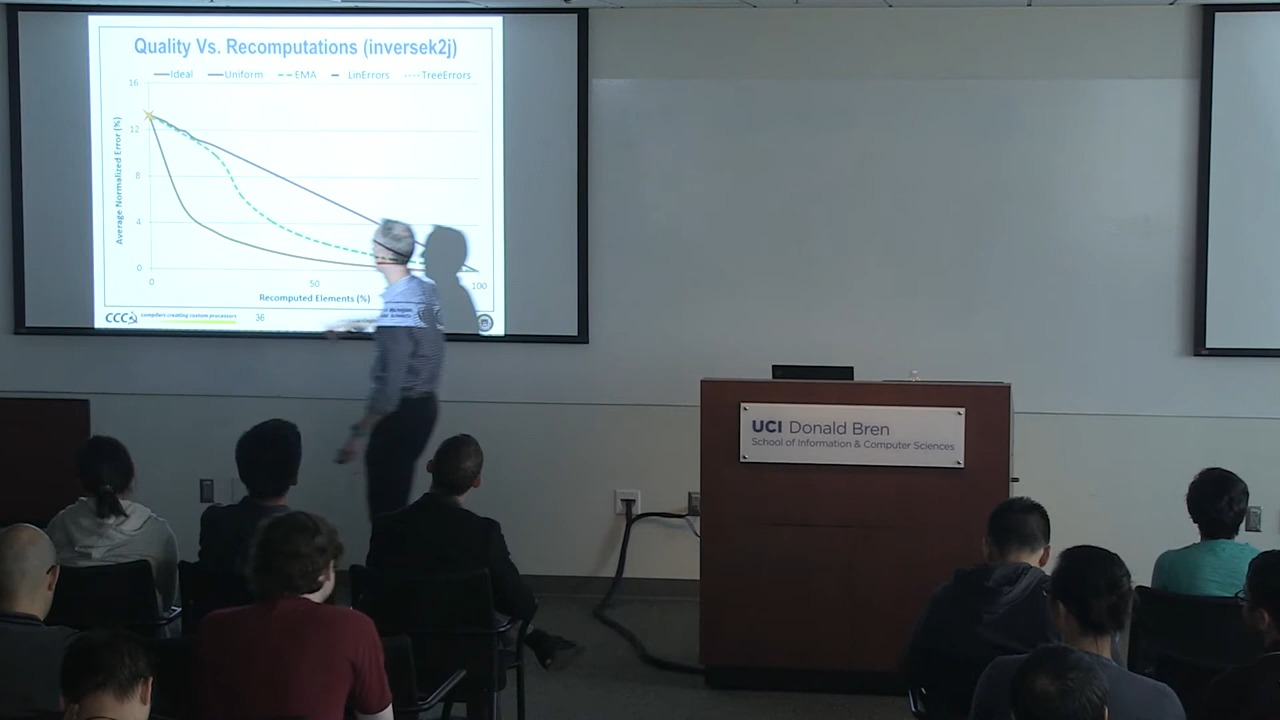 Quality Vs. Recomputations (inversek2j)
Ideal Uniform EMA LinErrors TreeErrors
16
12
8
4
0
Average Normalized Error (%)
0 50 100
Recomputed Elements (%)
CCC compilers creating custom processors 36
UCI Donald Bren
School of Information & Computer Sciences